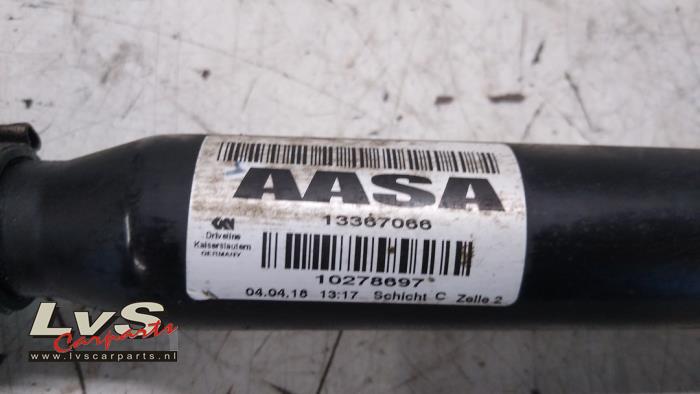 AASA
13367066
GKN
Driveline
Kaiserslautern
GERMANY
10278697
04.04.16 13:17 Schicht C Zelle 2
LvS
Carparts
www.lvscarparts.nl